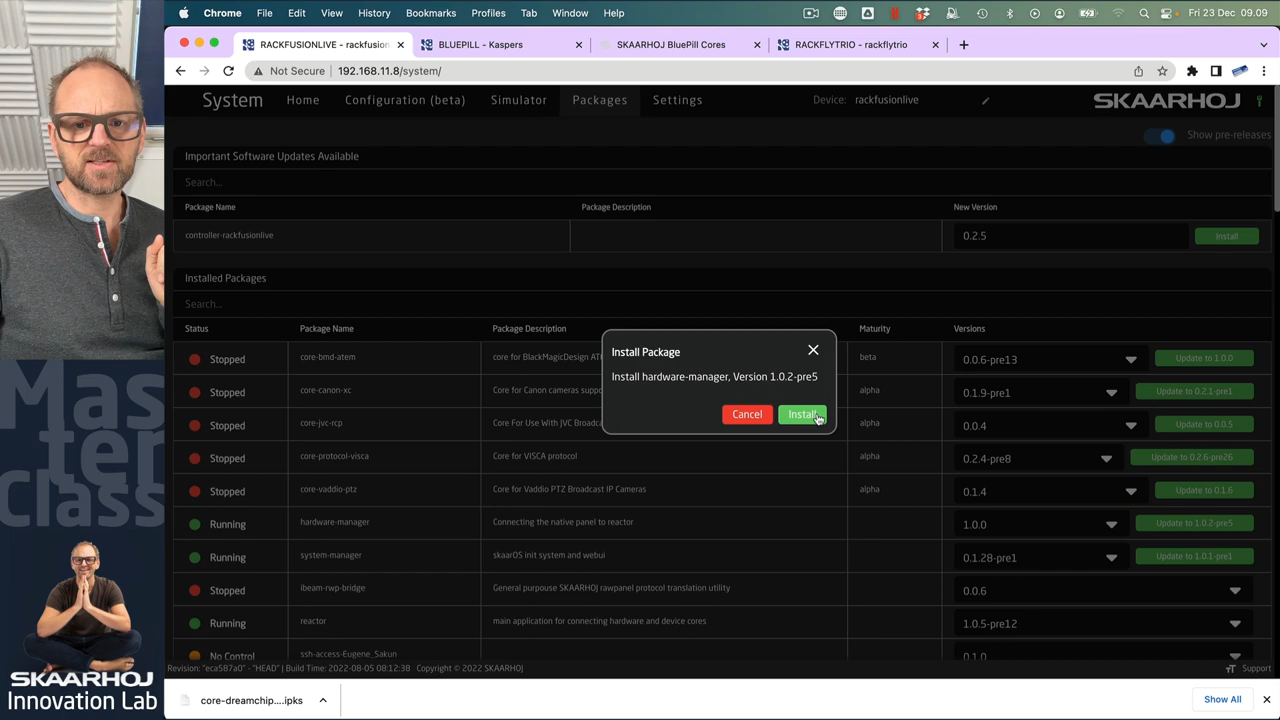 Chrome File Edit View History Bookmarks Profiles Tab Window Help Fri 23 Dec 09.09
RACKFUSIONLIVE - rackfusion BLUEPILL - Kaspers SKAARHOJ BluePill Cores RACKFLYTRIO - rackflytrio
Not Secure 192.168.11.8/system/
System Home Configuration (beta) Simulator Packages Settings Device: rackfusionlive SKAARHOJ
Show pre-releases
Important Software Updates Available
Search...
Package Name Package Description New Version
controller-rackfusionlive 0.2.5 Install
Installed Packages
Search...
Status Package Name Package Description Maturity Versions
Stopped core-bmd-atem core for BlackMagicDesign beta 0.0.6-pre13 Update to 1.0.0
Stopped core-canon-xc Core for Canon cameras alpha 0.1.9-pre1 Update to 0.2.1-pre1
Stopped core-jvc-rcp Core For Use With JVC alpha 0.0.4 Update to 0.0.5
Stopped core-protocol-visca Core for VISCA protocol alpha 0.2.4-pre8 Update to 0.2.6-pre26
Stopped core-vaddio-ptz Core for Vaddio PTZ Broadcast IP Cameras alpha 0.1.4 Update to 0.1.6
Running hardware-manager Connecting the native panel to reactor 1.0.0 Update to 1.0.2-pre5
Running system-manager skaarOS init system and webui 0.1.28-pre1 Update to 1.0.1-pre1
Stopped ibeam-rwp-bridge General purpouse SKAARHOJ rawpanel protocol translation utility 0.0.6
Running reactor main application for connecting hardware and device cores 1.0.5-pre12
No Control ssh-access-Eugene_Sakun 0.1.0
Install Package
Install hardware-manager, Version 1.0.2-pre5
Cancel Install
Revision: "eca587a0" - "HEAD" | Build Time: 2022-08-05 08:12:38 Copyright © 2022 SKAARHOJ Support
core-dreamchip....ipks Show All
Mas
ter
Class
SKAARHOJ
Innovation Lab